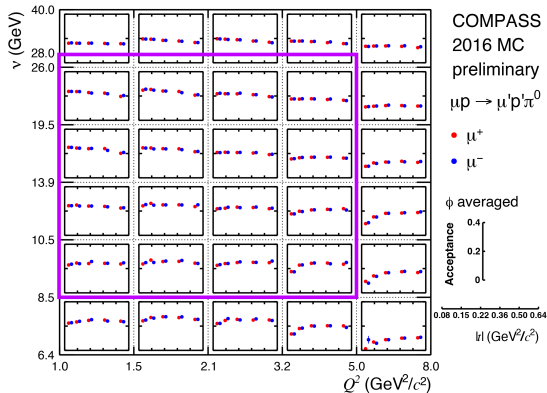 40.0
28.0
26.0
19.5
13.9
10.5
8.5
6.4
ν (GeV)
1.0 1.5 2.1 3.2 5.0 8.0
Q² (GeV²/c²)
COMPASS
2016 MC
preliminary
μp → μ'p'π⁰
μ⁺
μ⁻
ϕ averaged
Acceptance
0.4
0.2
0
0.08 0.15 0.22 0.36 0.50 0.64
|t| (GeV²/c²)